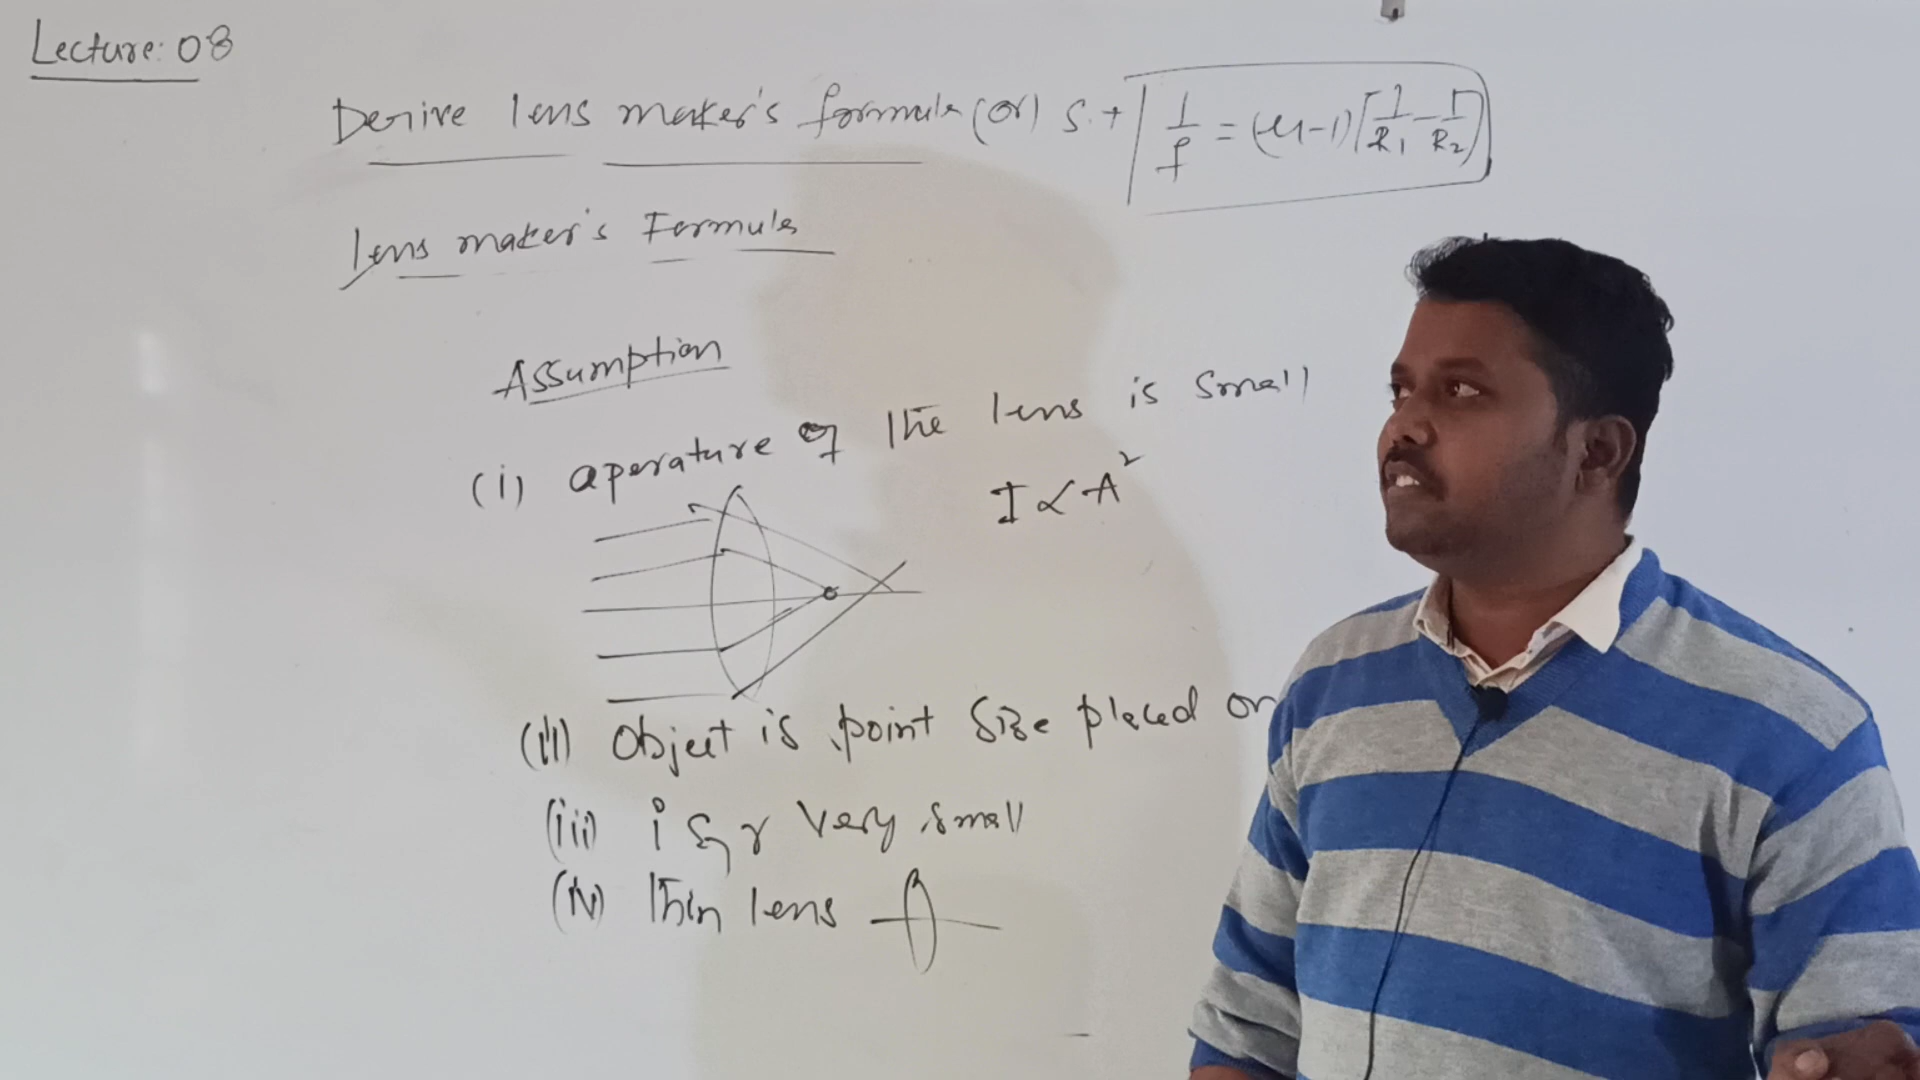 Lecture: 08
Derive lens maker's formula (or) S.t 1/f = (μ-1)[1/R₁ - 1/R₂]
lens maker's Formula
Assumption
(i) aperature of the lens is small
I ∝ A²
(ii) Object is point size placed on
(iii) i & r very small
(iv) thin lens